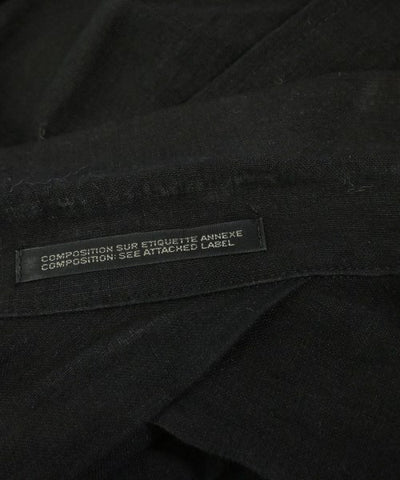 COMPOSITION SUR ETIQUETTE ANNEXE
COMPOSITION: SEE ATTACHED LABEL